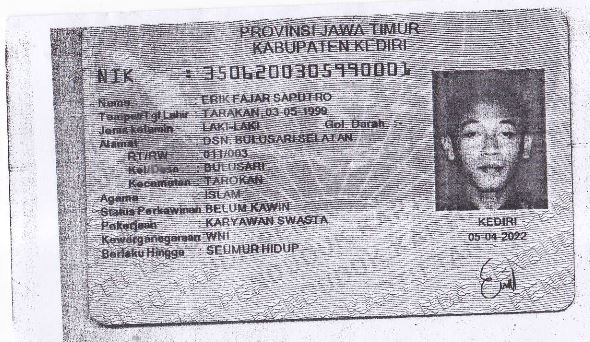 PROVINSI JAWA TIMUR
KABUPATEN KEDIRI
NIK : 3506200305990001
Nama : ERIK FAJAR SAPUTRO
Tempat/Tgl Lahir : TARAKAN, 03-05-1999
Jenis kelamin : LAKI-LAKI Gol. Darah : -
Alamat : DSN. BULUSARI SELATAN
RT/RW : 011/003
Kel/Desa : BULUSARI
Kecamatan : TAROKAN
Agama : ISLAM
Status Perkawinan : BELUM KAWIN
Pekerjaan : KARYAWAN SWASTA
Kewarganegaraan : WNI
Berlaku Hingga : SEUMUR HIDUP
KEDIRI
05-04-2022